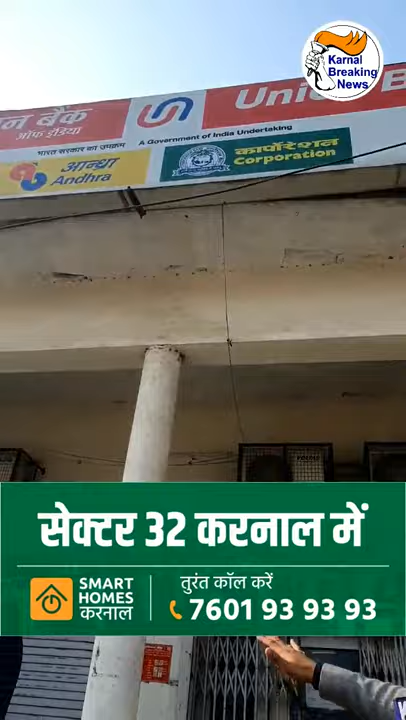 Karnal
Breaking
News
न बैंक
ऑफ इंडिया
भारत सरकार का उपक्रम
Union B
A Government of India Undertaking
आन्ध्रा
Andhra
कार्पोरेशन
Corporation
सेक्टर 32 करनाल में
SMART
HOMES
करनाल
तुरंत कॉल करें
7601 93 93 93